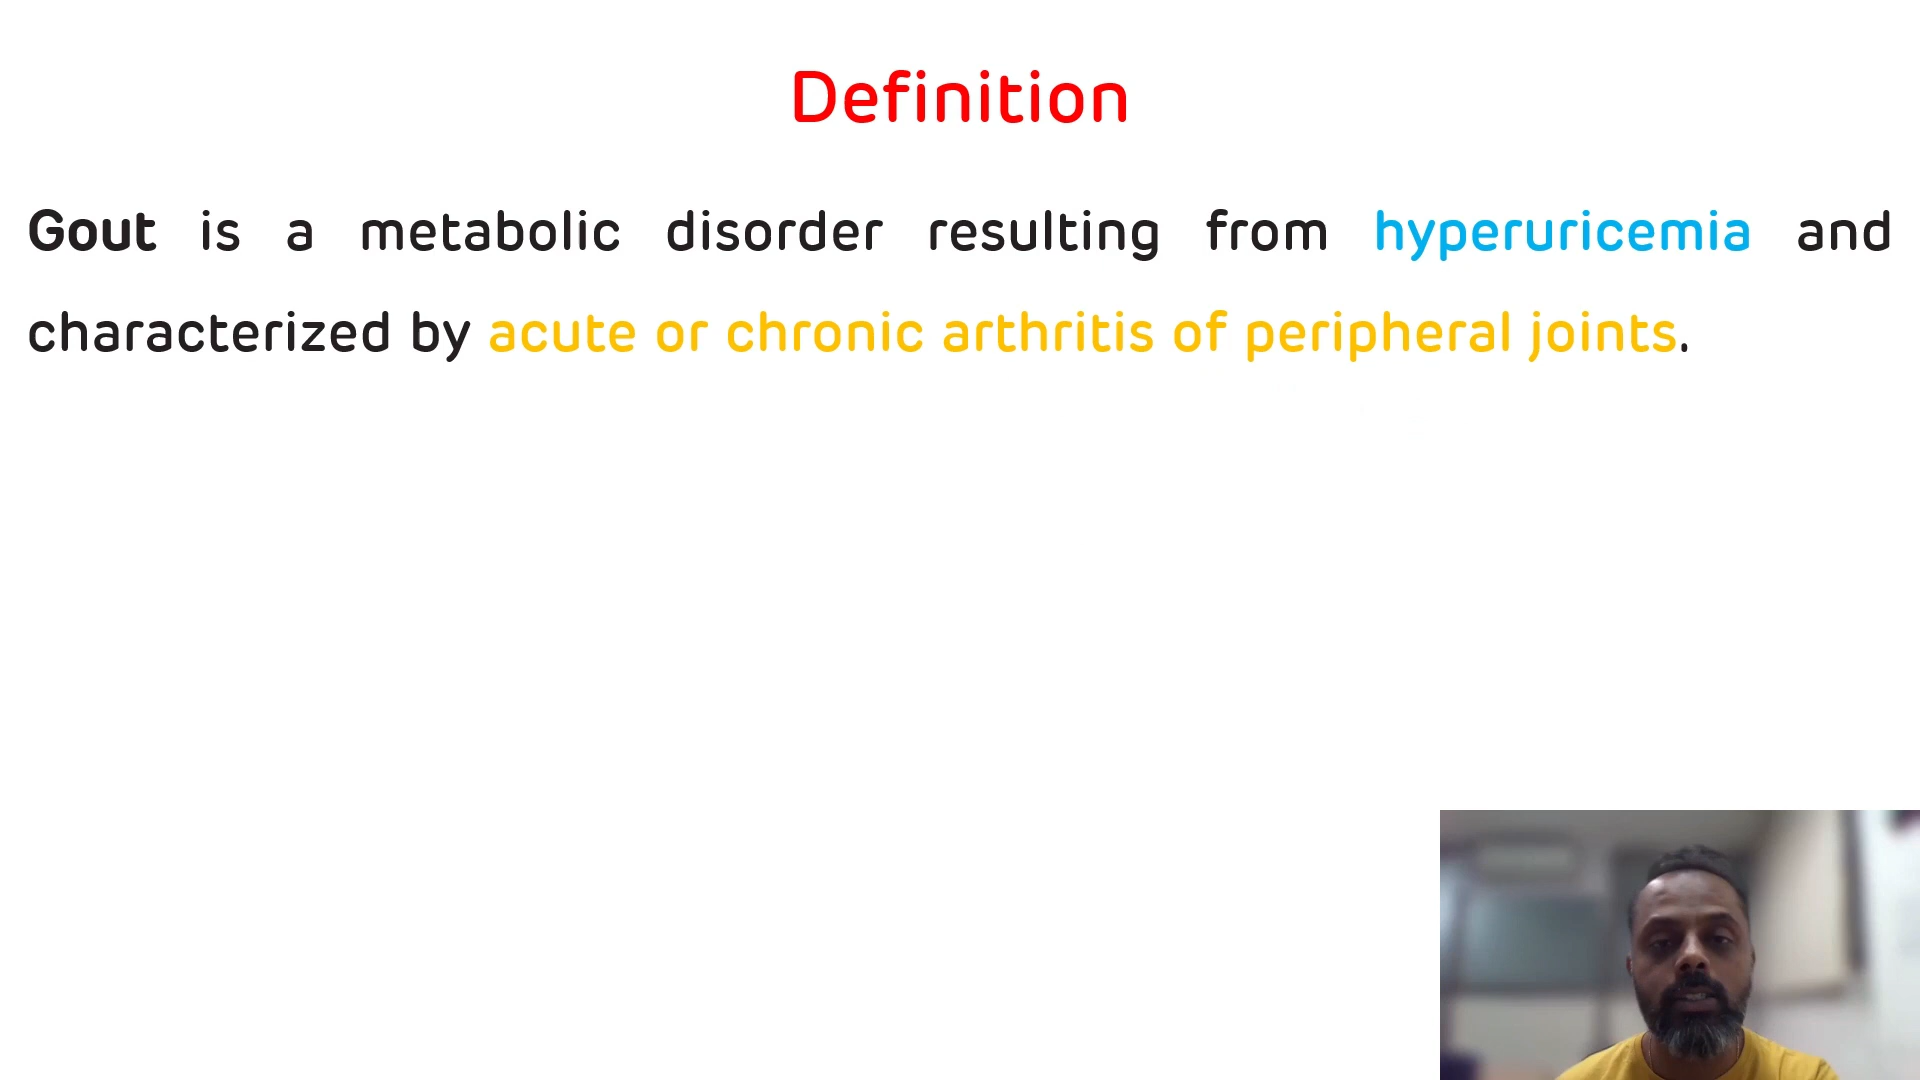 Definition
Gout is a metabolic disorder resulting from hyperuricemia and
characterized by acute or chronic arthritis of peripheral joints.